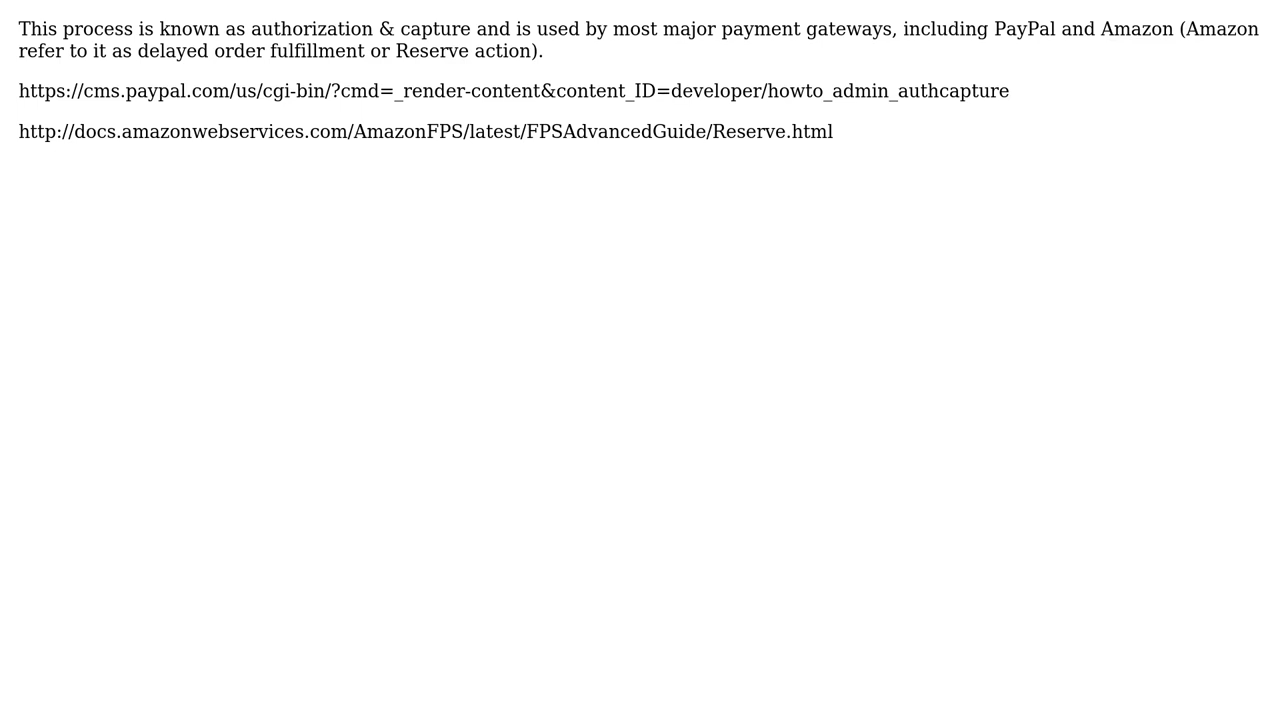 This process is known as authorization & capture and is used by most major payment gateways, including PayPal and Amazon (Amazon
refer to it as delayed order fulfillment or Reserve action).
https://cms.paypal.com/us/cgi-bin/?cmd=_render-content&content_ID=developer/howto_admin_authcapture
http://docs.amazonwebservices.com/AmazonFPS/latest/FPSAdvancedGuide/Reserve.html